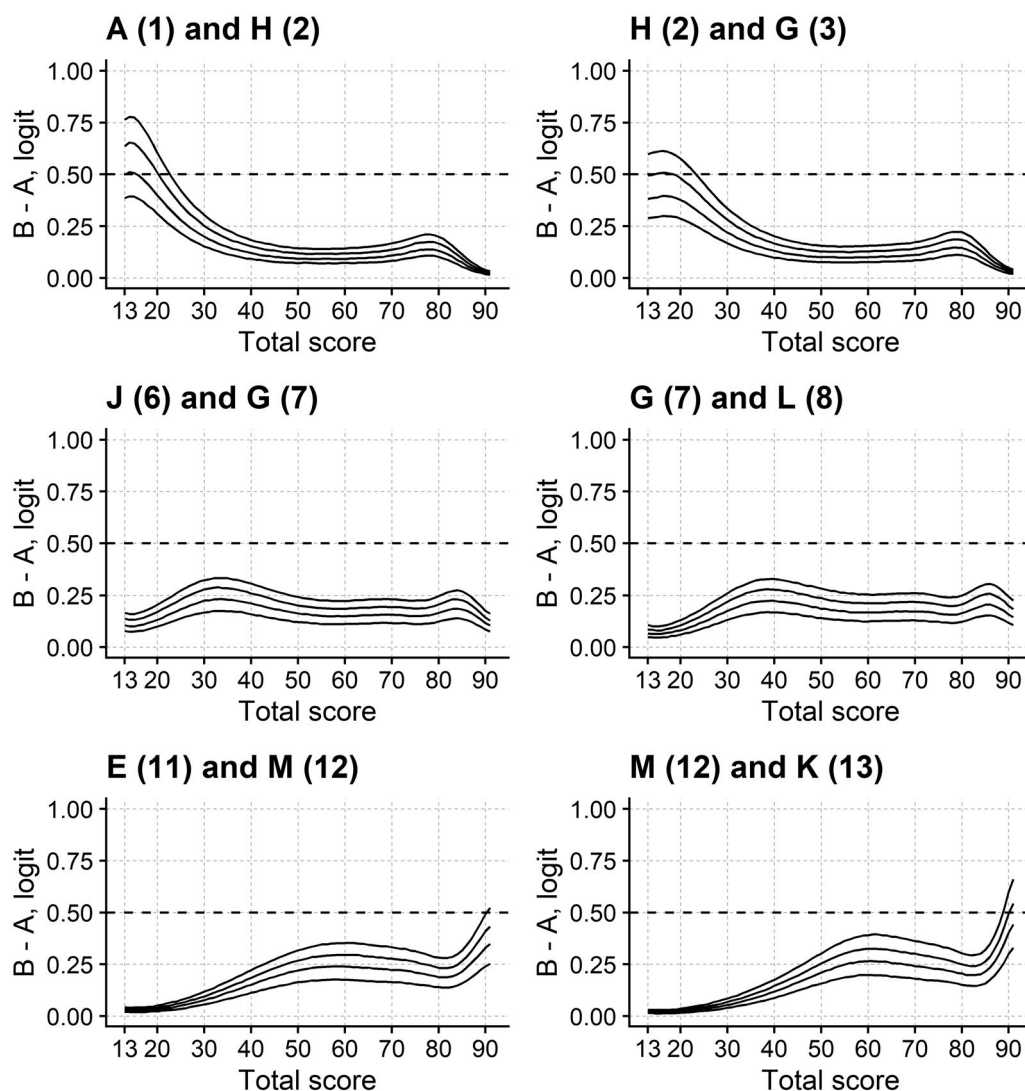 A (1) and H (2)
B - A, logit
1.00
0.75
0.50
0.25
0.00
13 20 30 40 50 60 70 80 90
Total score
H (2) and G (3)
B - A, logit
1.00
0.75
0.50
0.25
0.00
13 20 30 40 50 60 70 80 90
Total score
J (6) and G (7)
B - A, logit
1.00
0.75
0.50
0.25
0.00
13 20 30 40 50 60 70 80 90
Total score
G (7) and L (8)
B - A, logit
1.00
0.75
0.50
0.25
0.00
13 20 30 40 50 60 70 80 90
Total score
E (11) and M (12)
B - A, logit
1.00
0.75
0.50
0.25
0.00
13 20 30 40 50 60 70 80 90
Total score
M (12) and K (13)
B - A, logit
1.00
0.75
0.50
0.25
0.00
13 20 30 40 50 60 70 80 90
Total score